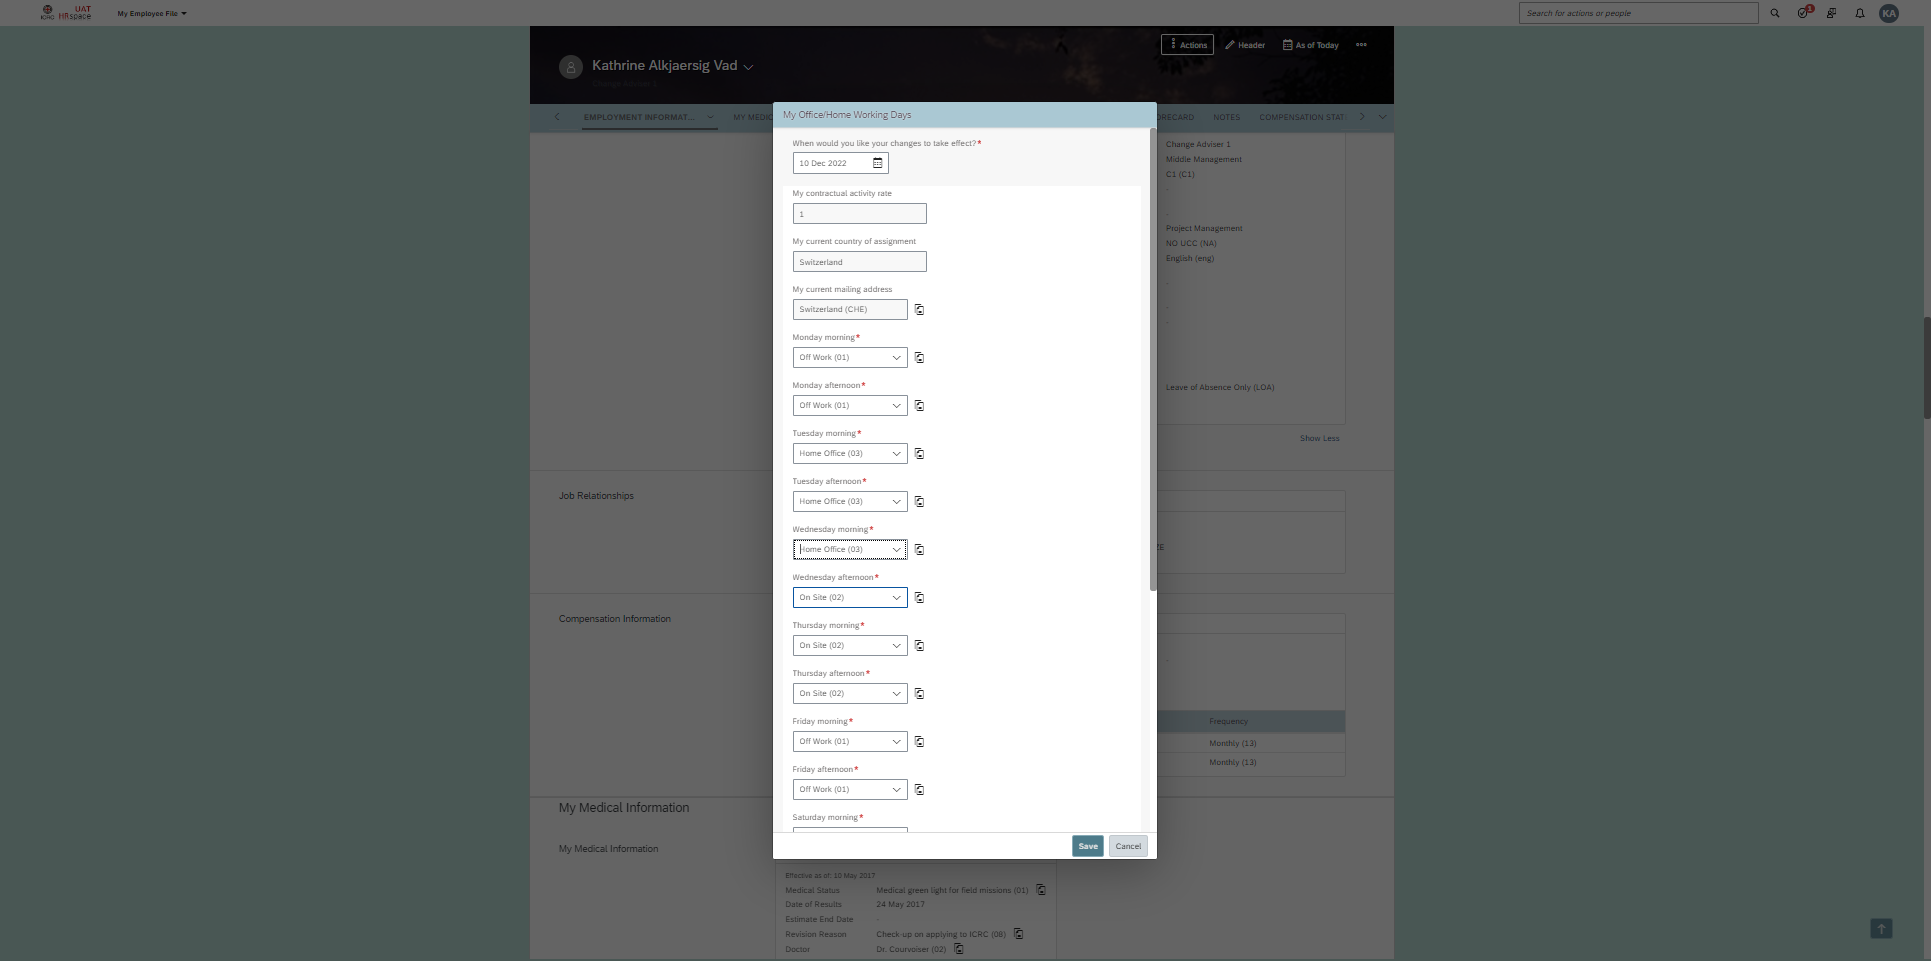 ICRC UAT HRspace
My Employee File
Search for actions or people
1
KA
Actions
Header
As of Today
Kathrine Alkjaersig Vad
Change Adviser 1
EMPLOYMENT INFORMAT...
MY MEDIC
ORECARD
NOTES
COMPENSATION STAT
My Office/Home Working Days
When would you like your changes to take effect?*
10 Dec 2022
My contractual activity rate
1
My current country of assignment
Switzerland
My current mailing address
Switzerland (CHE)
Monday morning*
Off Work (01)
Monday afternoon*
Off Work (01)
Tuesday morning*
Home Office (03)
Tuesday afternoon*
Home Office (03)
Wednesday morning*
Home Office (03)
Wednesday afternoon*
On Site (02)
Thursday morning*
On Site (02)
Thursday afternoon*
On Site (02)
Friday morning*
Off Work (01)
Friday afternoon*
Off Work (01)
Saturday morning*
Save
Cancel
Change Adviser 1
Middle Management
C1 (C1)
-
-
Project Management
NO UCC (NA)
English (eng)
-
-
-
Leave of Absence Only (LOA)
Show Less
Job Relationships
ZE
Compensation Information
-
Frequency
Monthly (13)
Monthly (13)
My Medical Information
My Medical Information
Effective as of: 10 May 2017
Medical Status Medical green light for field missions (01)
Date of Results 24 May 2017
Estimate End Date -
Revision Reason Check-up on applying to ICRC (08)
Doctor Dr. Courvoiser (02)